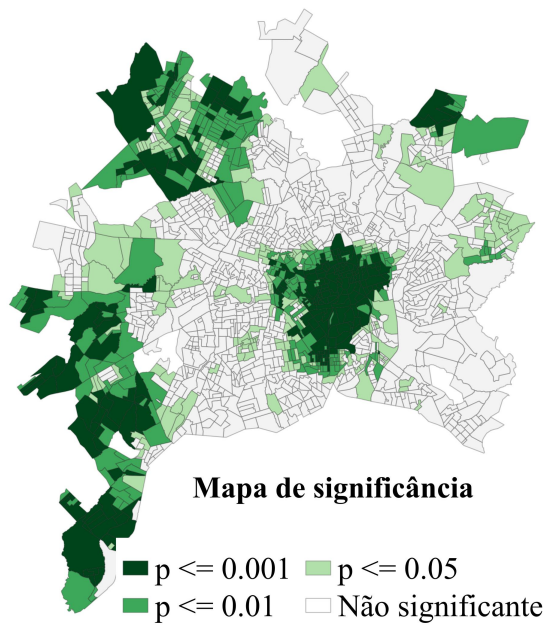 Mapa de significância
p <= 0.001 p <= 0.05
p <= 0.01 Não significante